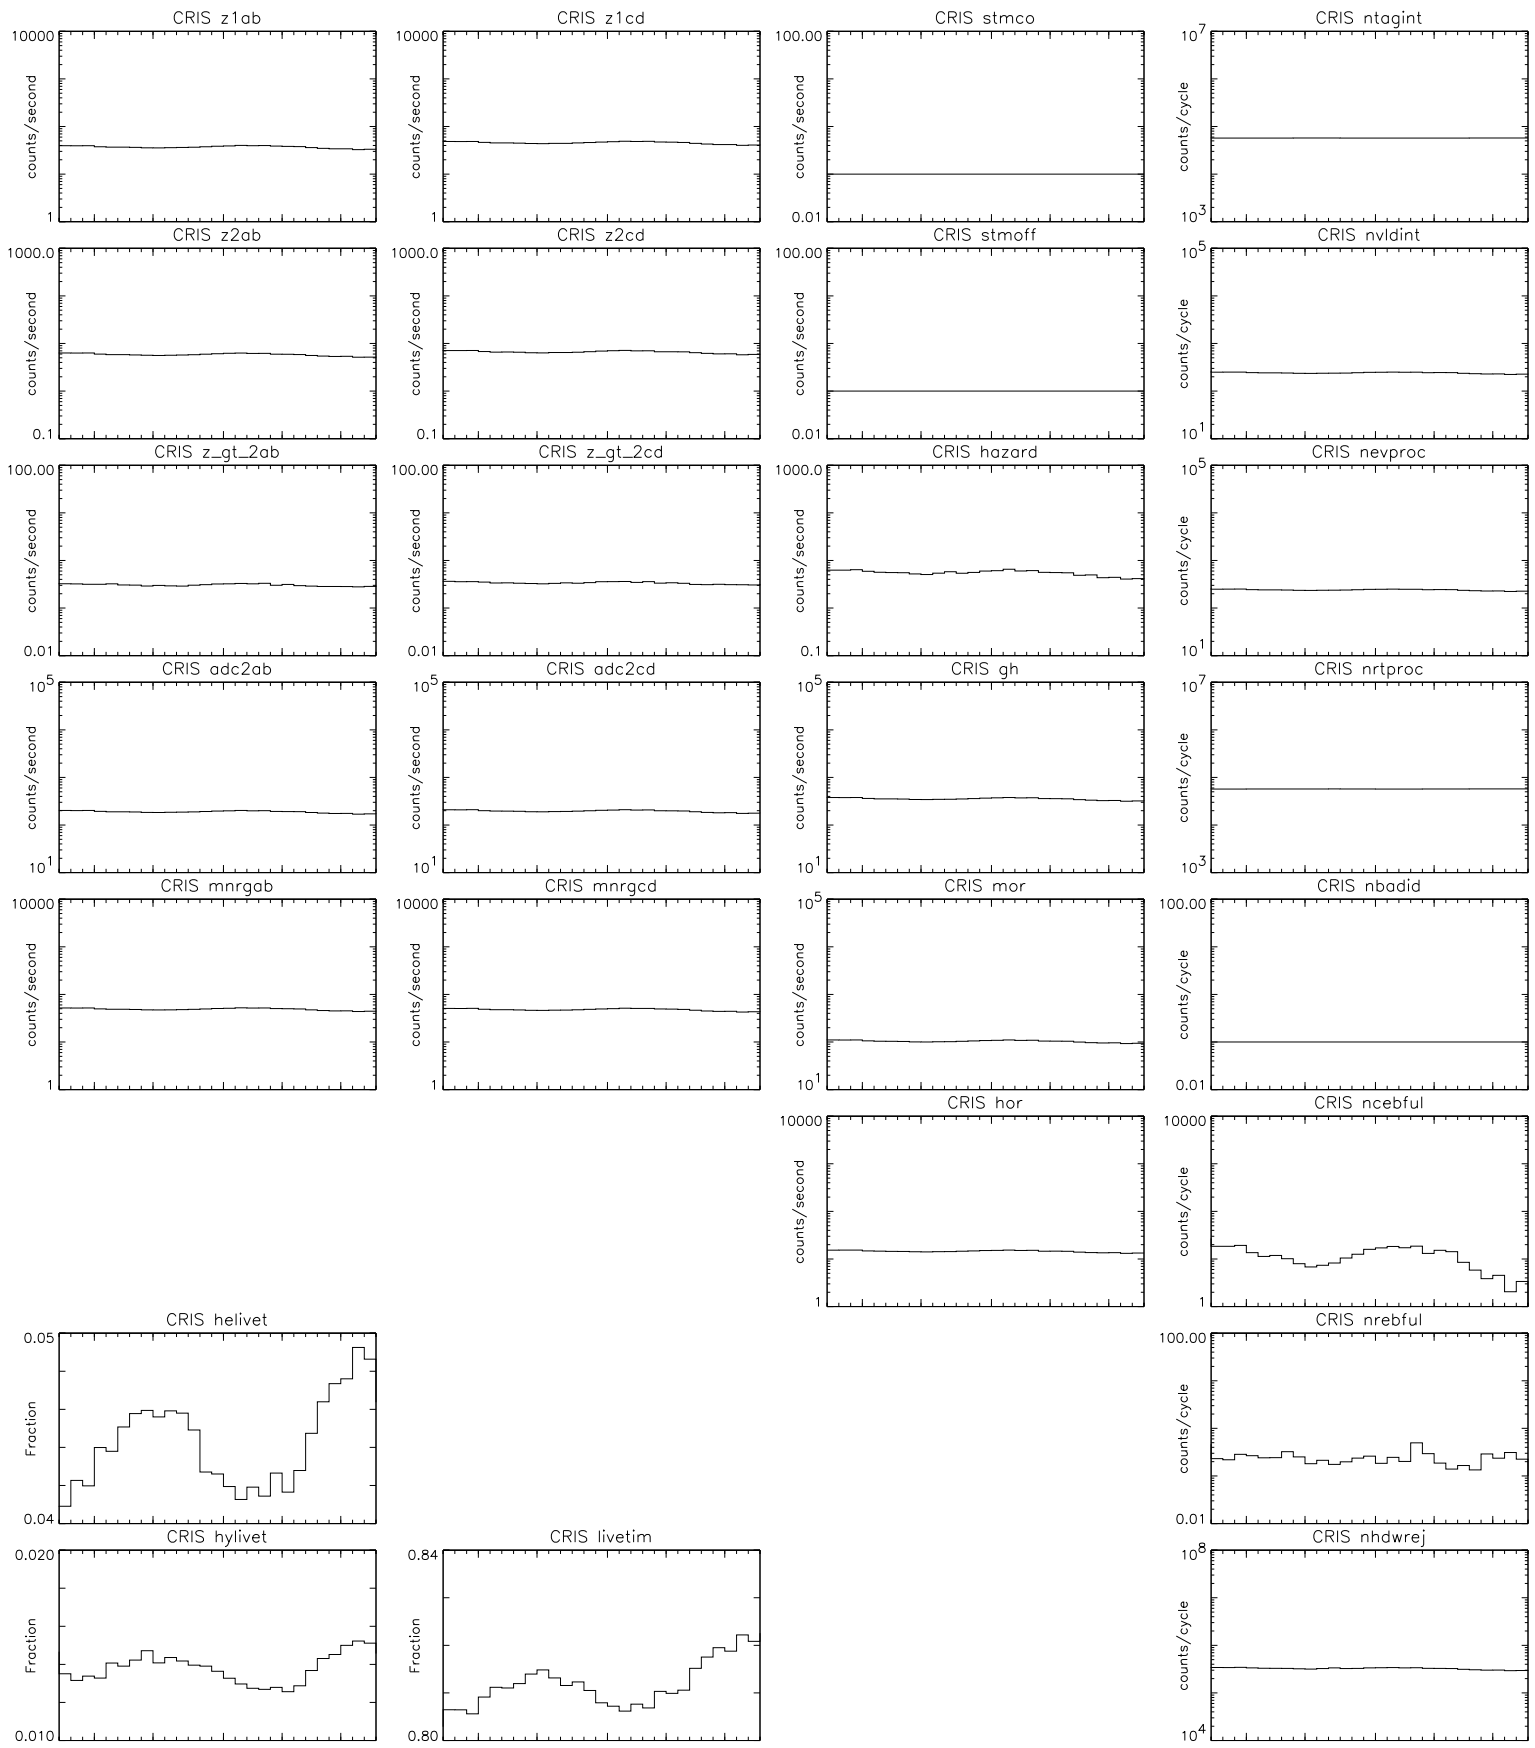 CRIS z1ab
10000
counts/second
1
CRIS z1cd
10000
counts/second
1
CRIS stmco
100.00
counts/second
0.01
CRIS ntagint
10^7
counts/cycle
10^3
CRIS z2ab
1000.0
counts/second
0.1
CRIS z2cd
1000.0
counts/second
0.1
CRIS stmoff
100.00
counts/second
0.01
CRIS nvldint
10^5
counts/cycle
10^1
CRIS z_gt_2ab
100.00
counts/second
0.01
CRIS z_gt_2cd
100.00
counts/second
0.01
CRIS hazard
1000.0
counts/second
0.1
CRIS nevproc
10^5
counts/cycle
10^1
CRIS adc2ab
10^5
counts/second
10^1
CRIS adc2cd
10^5
counts/second
10^1
CRIS gh
10^5
counts/second
10^1
CRIS nrtproc
10^7
counts/cycle
10^3
CRIS mnrgab
10000
counts/second
1
CRIS mnrgcd
10000
counts/second
1
CRIS mor
10^5
counts/second
10^1
CRIS nbadid
100.00
counts/cycle
0.01
CRIS hor
10000
counts/second
1
CRIS ncebful
10000
counts/cycle
1
CRIS helivet
0.05
Fraction
0.04
CRIS nrebful
100.00
counts/cycle
0.01
CRIS hylivet
0.020
Fraction
0.010
CRIS livetim
0.84
Fraction
0.80
CRIS nhdwrej
10^8
counts/cycle
10^4